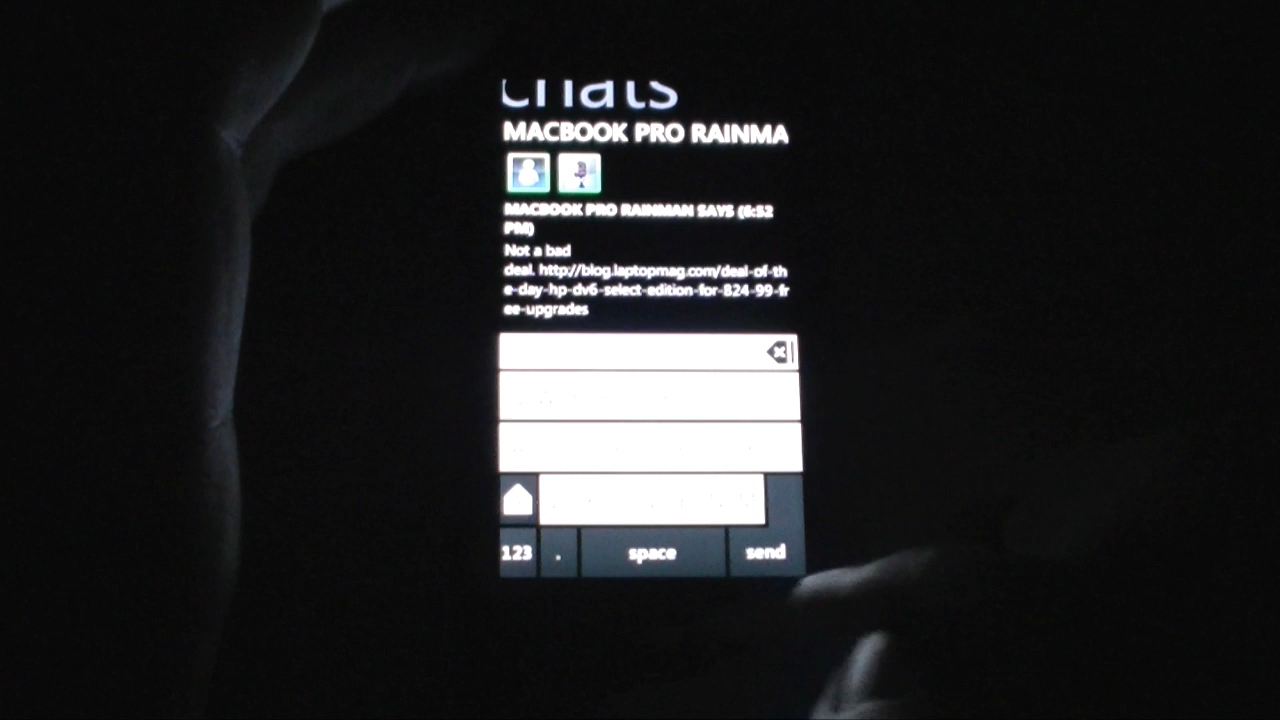 chats
MACBOOK PRO RAINMA
MACBOOK PRO RAINMAN SAYS (6:52
PM)
Not a bad
deal. http://blog.laptopmag.com/deal-of-th
e-day-hp-dv6-select-edition-for-824-99-fr
ee-upgrades
123 . space send